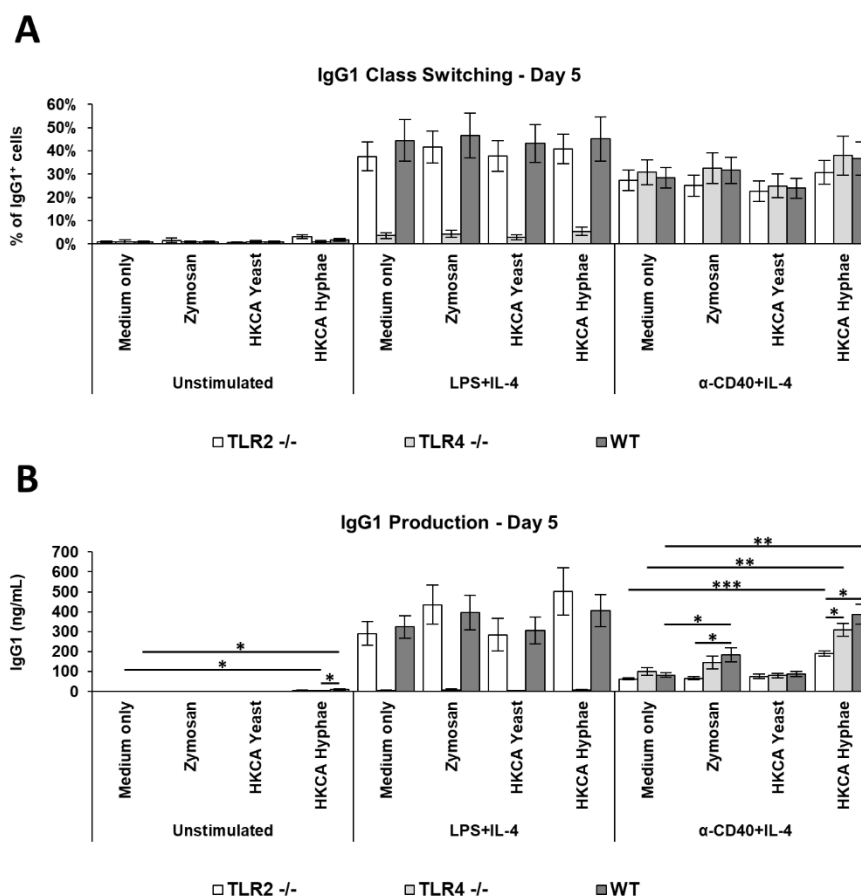 A
IgG1 Class Switching - Day 5
% of IgG1+ cells
60%
50%
40%
30%
20%
10%
0%
Medium only
Zymosan
HKCA Yeast
HKCA Hyphae
Medium only
Zymosan
HKCA Yeast
HKCA Hyphae
Medium only
Zymosan
HKCA Yeast
HKCA Hyphae
Unstimulated
LPS+IL-4
α-CD40+IL-4
TLR2 -/- TLR4 -/- WT
B
IgG1 Production - Day 5
IgG1 (ng/mL)
700
600
500
400
300
200
100
0
*
*
*
**
**
***
*
*
*
*
Medium only
Zymosan
HKCA Yeast
HKCA Hyphae
Medium only
Zymosan
HKCA Yeast
HKCA Hyphae
Medium only
Zymosan
HKCA Yeast
HKCA Hyphae
Unstimulated
LPS+IL-4
α-CD40+IL-4
TLR2 -/- TLR4 -/- WT